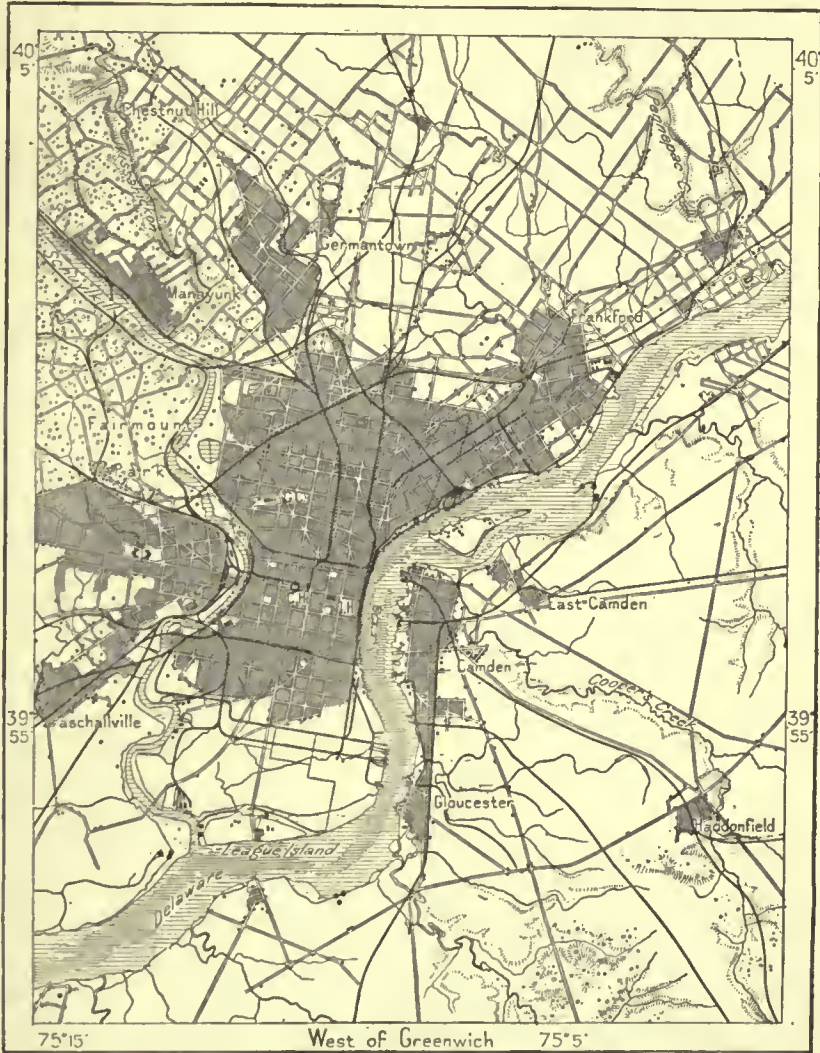 40°
5'
40°
5'
Chestnut Hill
Germantown
Manayunk
Frankford
Fairmount
Park
East Camden
Camden
Cooper's Creek
Paschallville
39°
55'
39
55'
Gloucester
Haddonfield
League Island
Delaware
75°15'
West of Greenwich
75°5'